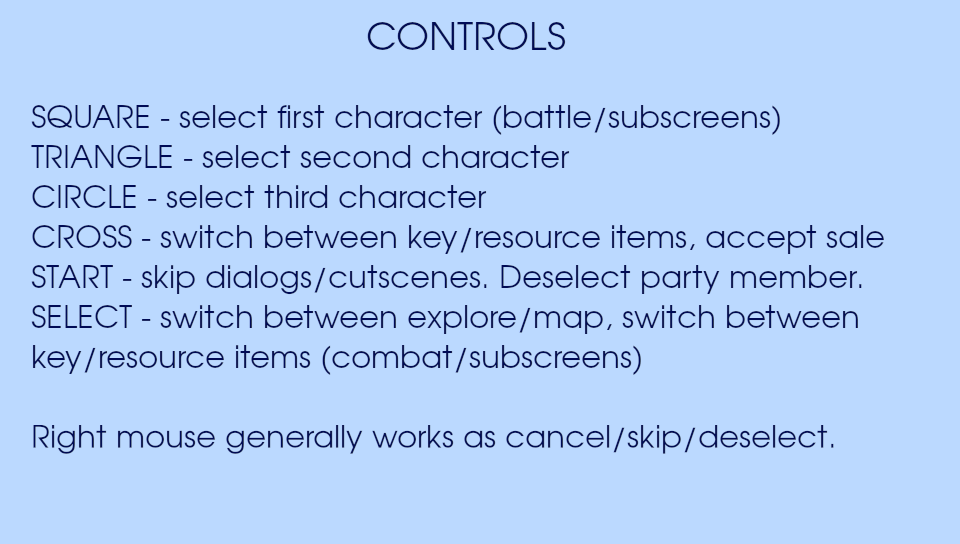 CONTROLS
SQUARE - select first character (battle/subscreens)
TRIANGLE - select second character
CIRCLE - select third character
CROSS - switch between key/resource items, accept sale
START - skip dialogs/cutscenes. Deselect party member.
SELECT - switch between explore/map, switch between
key/resource items (combat/subscreens)
Right mouse generally works as cancel/skip/deselect.